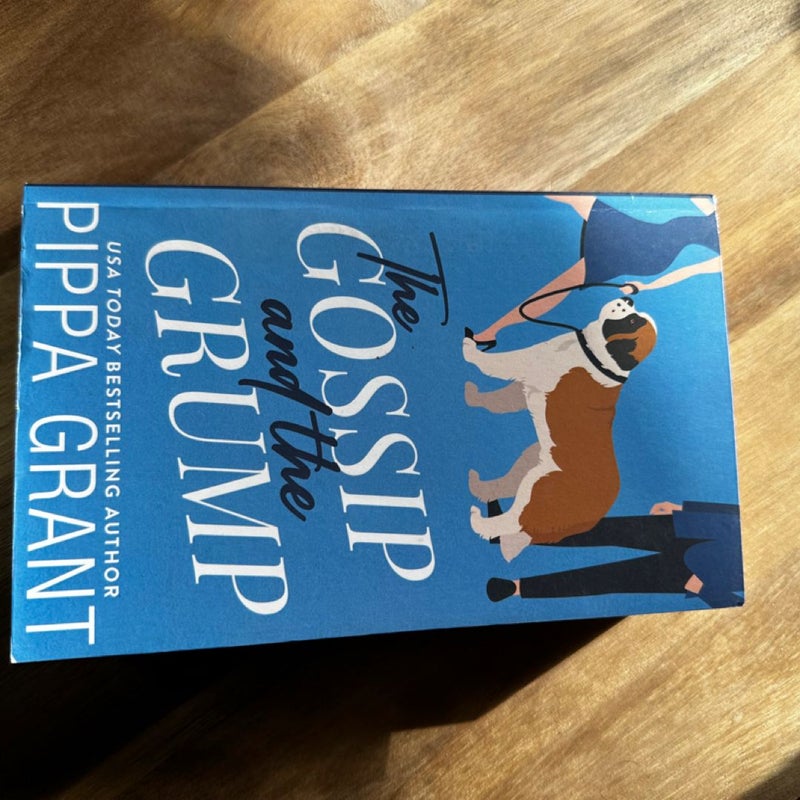 The
GOSSIP
and the
GRUMP
USA TODAY BESTSELLING AUTHOR
PIPPA GRANT